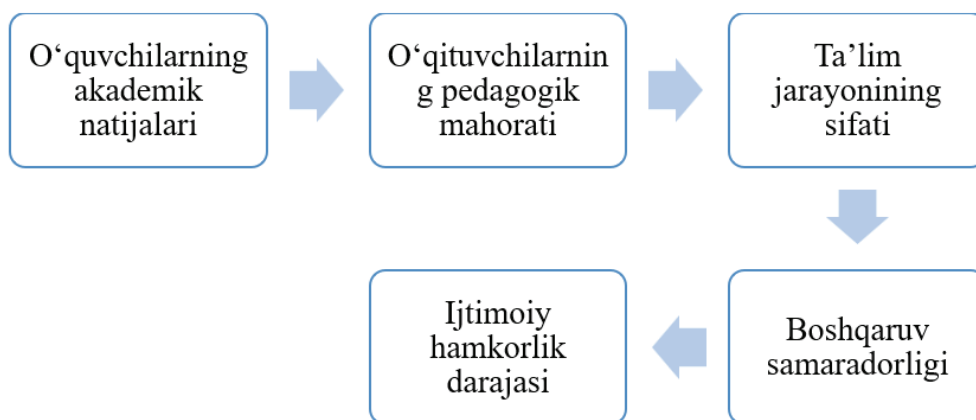 O‘quvchilarning
akademik
natijalari
O‘qituvchilarnin
g pedagogik
mahorati
Ta’lim
jarayonining
sifati
Boshqaruv
samaradorligi
Ijtimoiy
hamkorlik
darajasi